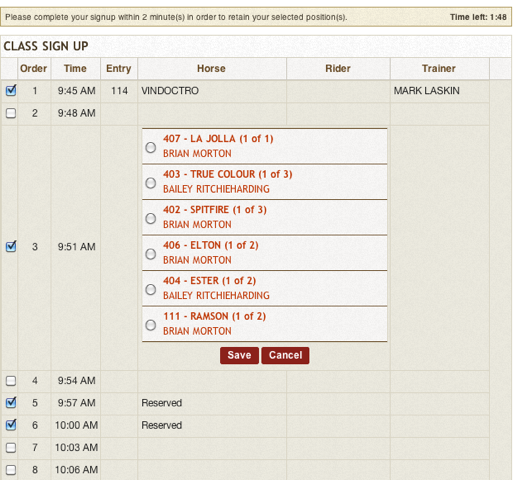 Please complete your signup within 2 minute(s) in order to retain your selected position(s). Time left: 1:48
CLASS SIGN UP
Order Time Entry Horse Rider Trainer
1 9:45 AM 114 VINDOCTRO MARK LASKIN
2 9:48 AM
407 - LA JOLLA (1 of 1)
BRIAN MORTON
403 - TRUE COLOUR (1 of 3)
BAILEY RITCHIEHARDING
402 - SPITFIRE (1 of 3)
BRIAN MORTON
3 9:51 AM
406 - ELTON (1 of 2)
BRIAN MORTON
404 - ESTER (1 of 2)
BAILEY RITCHIEHARDING
111 - RAMSON (1 of 2)
BRIAN MORTON
Save Cancel
4 9:54 AM
5 9:57 AM Reserved
6 10:00 AM Reserved
7 10:03 AM
8 10:06 AM